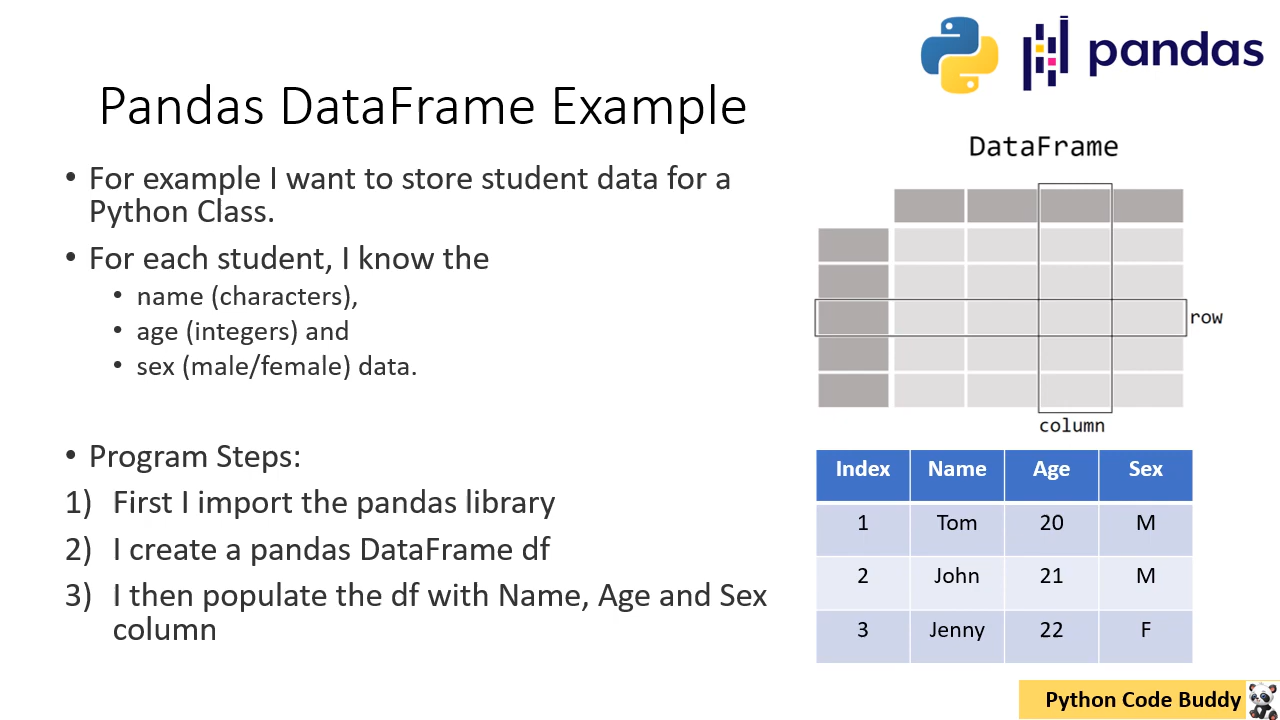 pandas
Pandas DataFrame Example
• For example I want to store student data for a
Python Class.
• For each student, I know the
• name (characters),
• age (integers) and
• sex (male/female) data.
• Program Steps:
1) First I import the pandas library
2) I create a pandas DataFrame df
3) I then populate the df with Name, Age and Sex
column
DataFrame
row
column
Index Name Age Sex
1 Tom 20 M
2 John 21 M
3 Jenny 22 F
Python Code Buddy